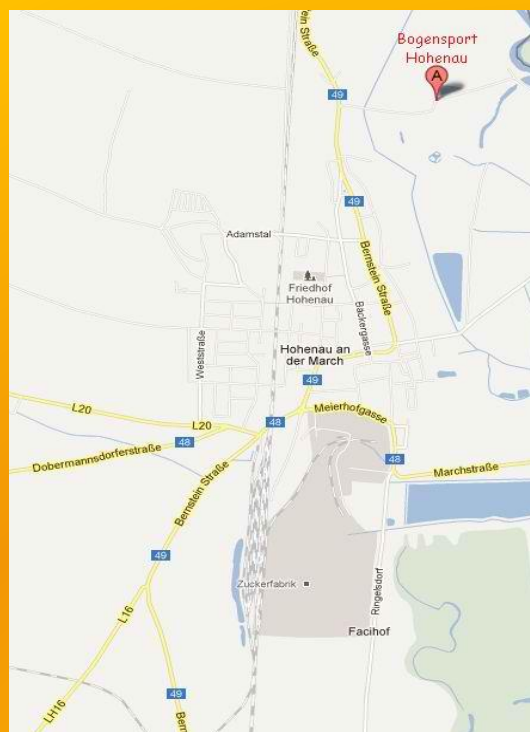 Bogensport
Hohenau
A
Bernstein Straße
49
49
Adamstal
Bernstein Straße
Friedhof
Hohenau
Bäckergasse
Weststraße
Hohenau an
der March
49
L20
L20
48
Meierhofgasse
48
Dobermannsdorferstraße
48
Marchstraße
Bernstein Straße
49
Zuckerfabrik
Ringelsdorf
L16
Facihof
49
LH16
Bern